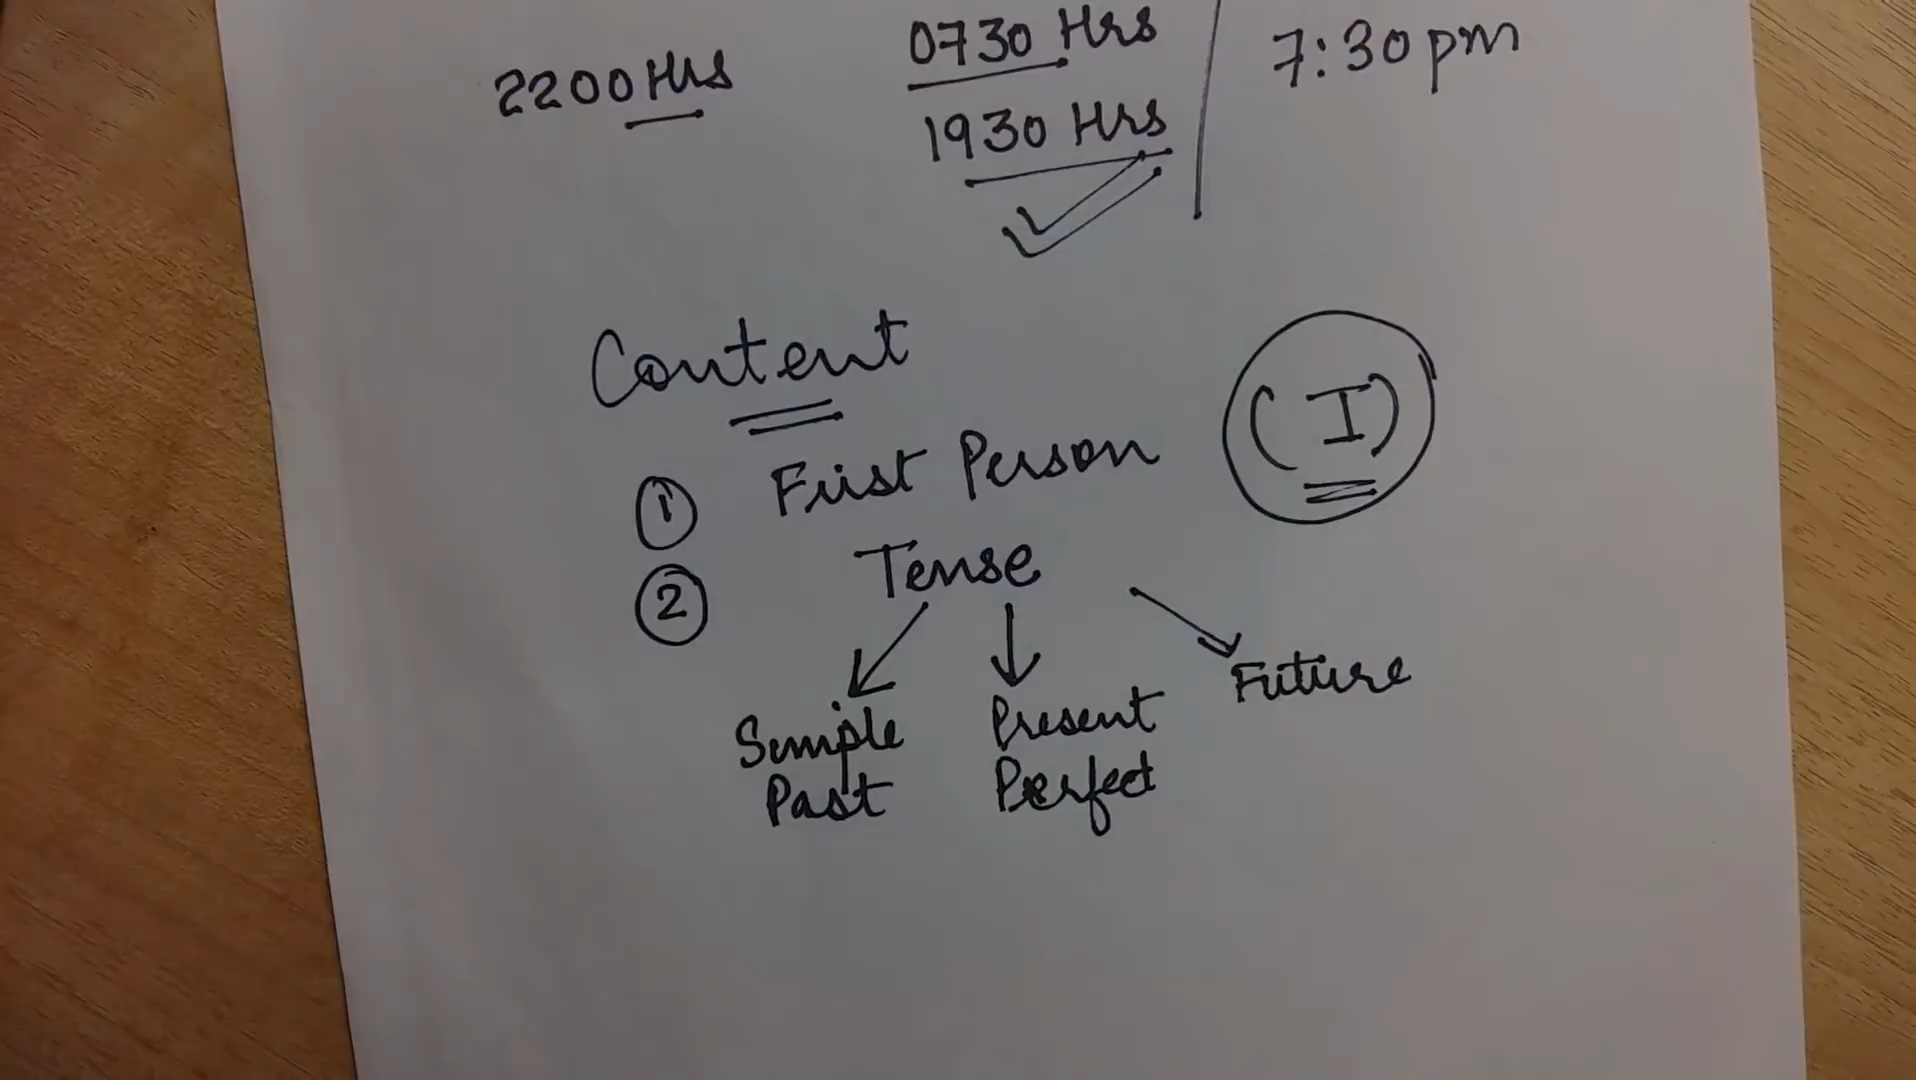 2200 Hrs
0730 Hrs
1930 Hrs
7:30 pm
Content
① First Person (I)
② Tense
Simple Past
Present Perfect
Future